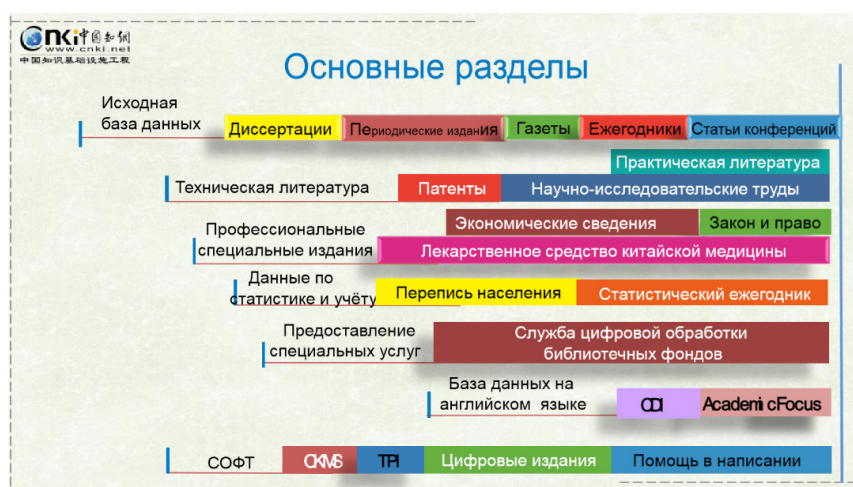 cnki中国知网
www.cnki.net
中国知识基础设施工程
Основные разделы
Исходная
база данных
Диссертации Периодические издания Газеты Ежегодники Статьи конференций
Практическая литература
Техническая литература Патенты Научно-исследовательские труды
Экономические сведения Закон и право
Профессиональные
специальные издания Лекарственное средство китайской медицины
Данные по
статистике и учёту Перепись населения Статистический ежегодник
Предоставление
специальных услуг
Служба цифровой обработки
библиотечных фондов
База данных на
английском языке
AcademicFocus
СОФТ CKMS TPI Цифровые издания Помощь в написании